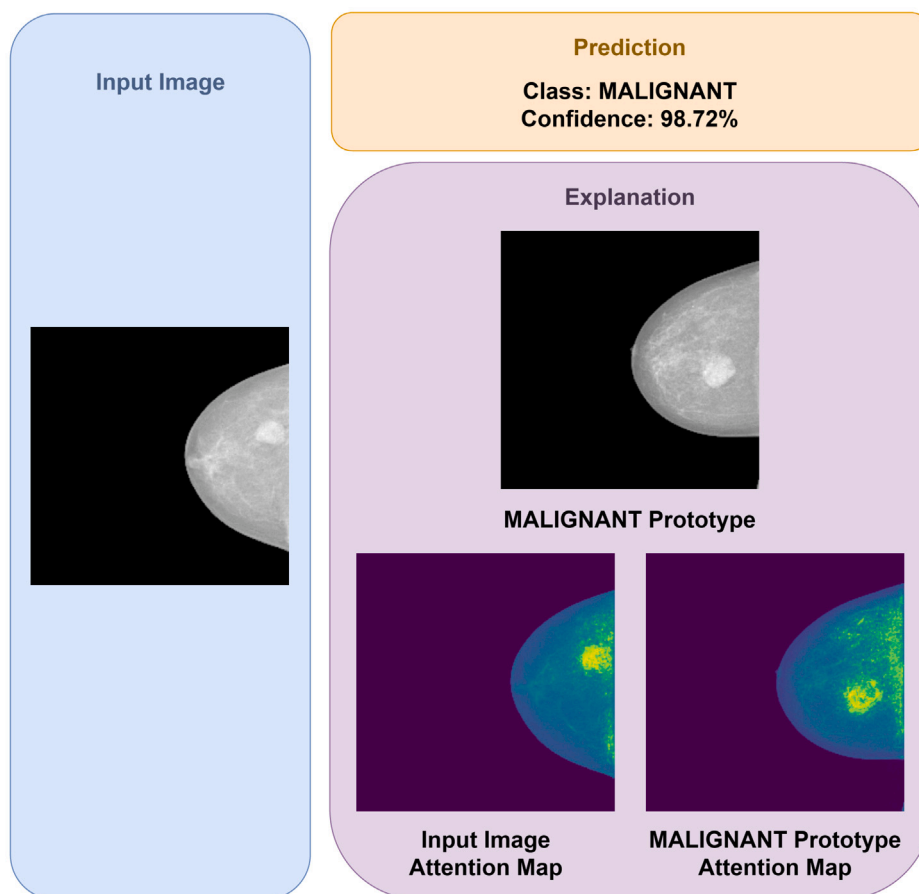 Input Image
Prediction
Class: MALIGNANT
Confidence: 98.72%
Explanation
MALIGNANT Prototype
Input Image
Attention Map
MALIGNANT Prototype
Attention Map